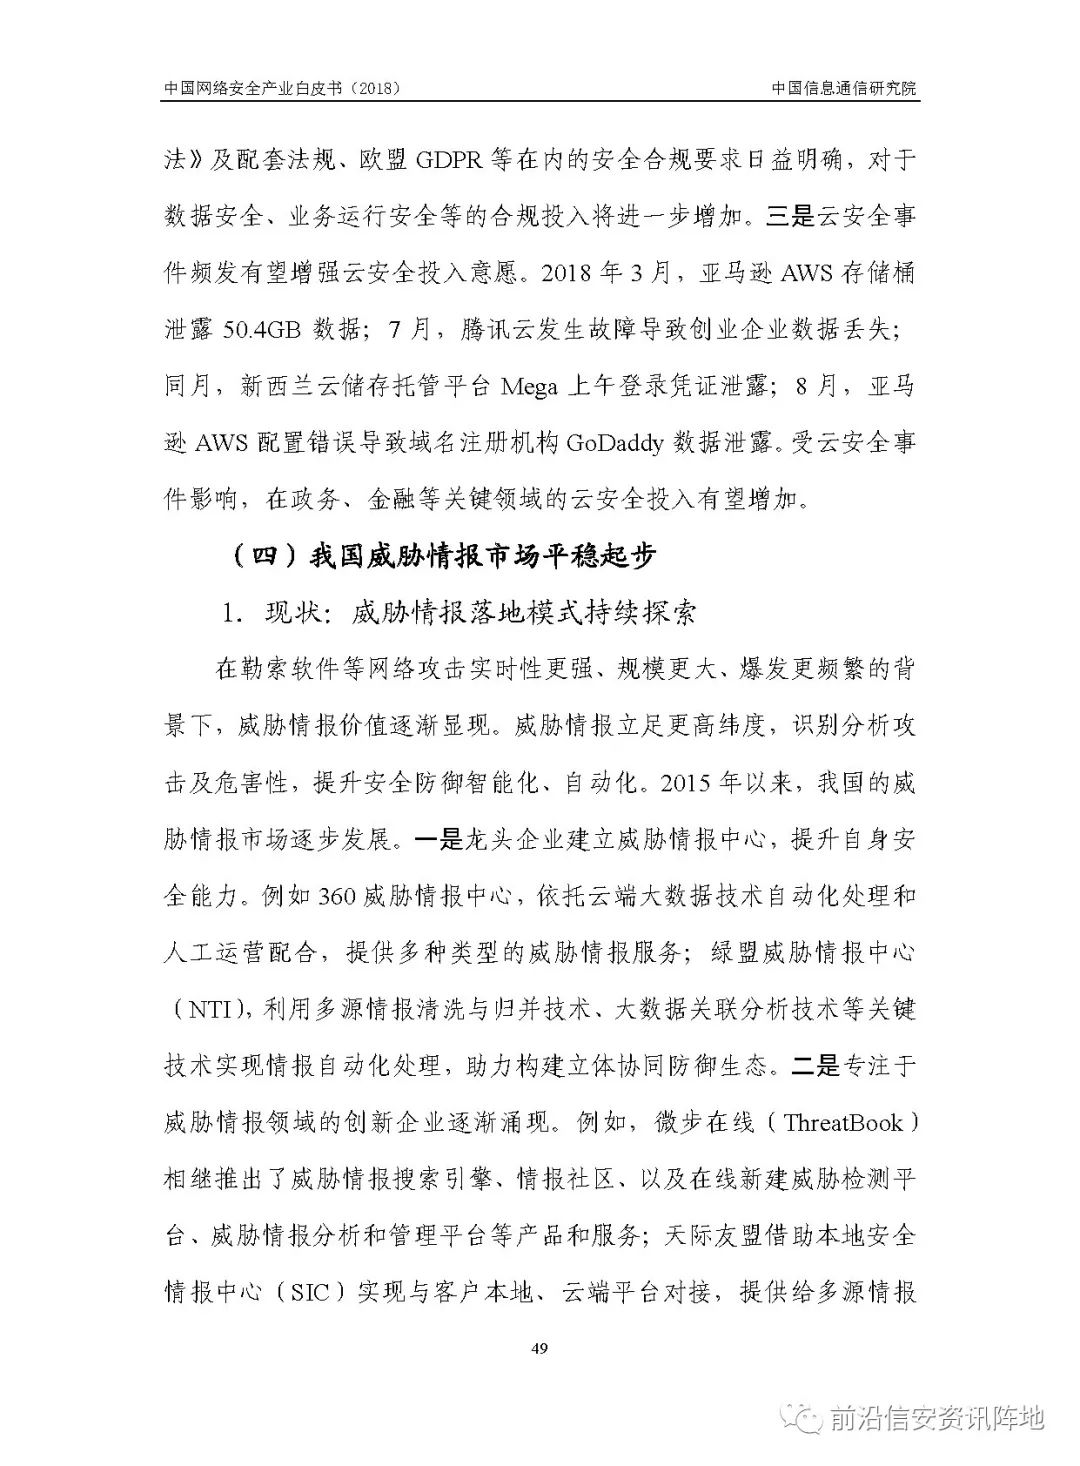 中国网络安全产业白皮书（2018）
中国信息通信研究院
法》及配套法规、欧盟 GDPR 等在内的安全合规要求日益明确，对于
数据安全、业务运行安全等的合规投入将进一步增加。三是云安全事
件频发有望增强云安全投入意愿。2018 年 3 月，亚马逊 AWS 存储桶
泄露 50.4GB 数据；7 月，腾讯云发生故障导致创业企业数据丢失；
同月，新西兰云储存托管平台 Mega 上午登录凭证泄露；8 月，亚马
逊 AWS 配置错误导致域名注册机构 GoDaddy 数据泄露。受云安全事
件影响，在政务、金融等关键领域的云安全投入有望增加。
（四）我国威胁情报市场平稳起步
1. 现状：威胁情报落地模式持续探索
在勒索软件等网络攻击实时性更强、规模更大、爆发更频繁的背
景下，威胁情报价值逐渐显现。威胁情报立足更高纬度，识别分析攻
击及危害性，提升安全防御智能化、自动化。2015 年以来，我国的威
胁情报市场逐步发展。一是龙头企业建立威胁情报中心，提升自身安
全能力。例如 360 威胁情报中心，依托云端大数据技术自动化处理和
人工运营配合，提供多种类型的威胁情报服务；绿盟威胁情报中心
（NTI），利用多源情报清洗与归并技术、大数据关联分析技术等关键
技术实现情报自动化处理，助力构建立体协同防御生态。二是专注于
威胁情报领域的创新企业逐渐涌现。例如，微步在线（ThreatBook）
相继推出了威胁情报搜索引擎、情报社区、以及在线新建威胁检测平
台、威胁情报分析和管理平台等产品和服务；天际友盟借助本地安全
情报中心（SIC）实现与客户本地、云端平台对接，提供给多源情报
49
前沿信安资讯阵地